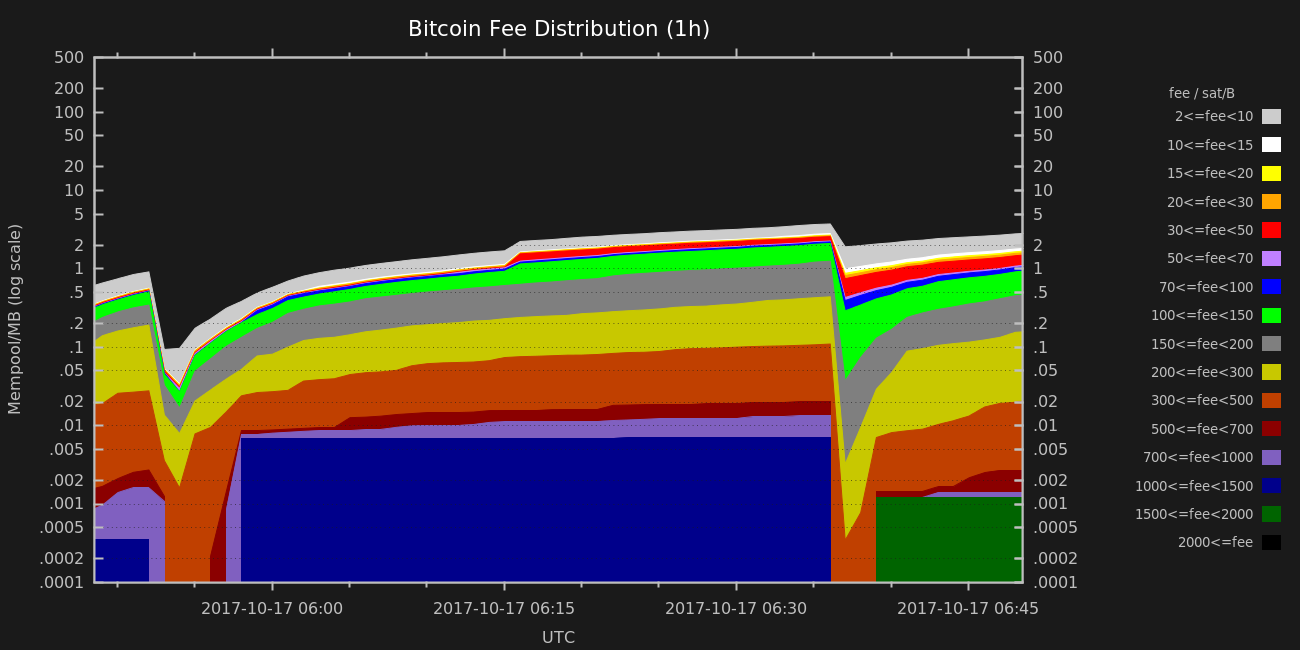 Bitcoin Fee Distribution (1h)
500
200
100
50
20
10
5
2
1
.5
.2
.1
.05
.02
.01
.005
.002
.001
.0005
.0002
.0001
Mempool/MB (log scale)
500
200
100
50
20
10
5
2
1
.5
.2
.1
.05
.02
.01
.005
.002
.001
.0005
.0002
.0001
2017-10-17 06:00
2017-10-17 06:15
2017-10-17 06:30
2017-10-17 06:45
UTC
fee / sat/B
2<=fee<10
10<=fee<15
15<=fee<20
20<=fee<30
30<=fee<50
50<=fee<70
70<=fee<100
100<=fee<150
150<=fee<200
200<=fee<300
300<=fee<500
500<=fee<700
700<=fee<1000
1000<=fee<1500
1500<=fee<2000
2000<=fee